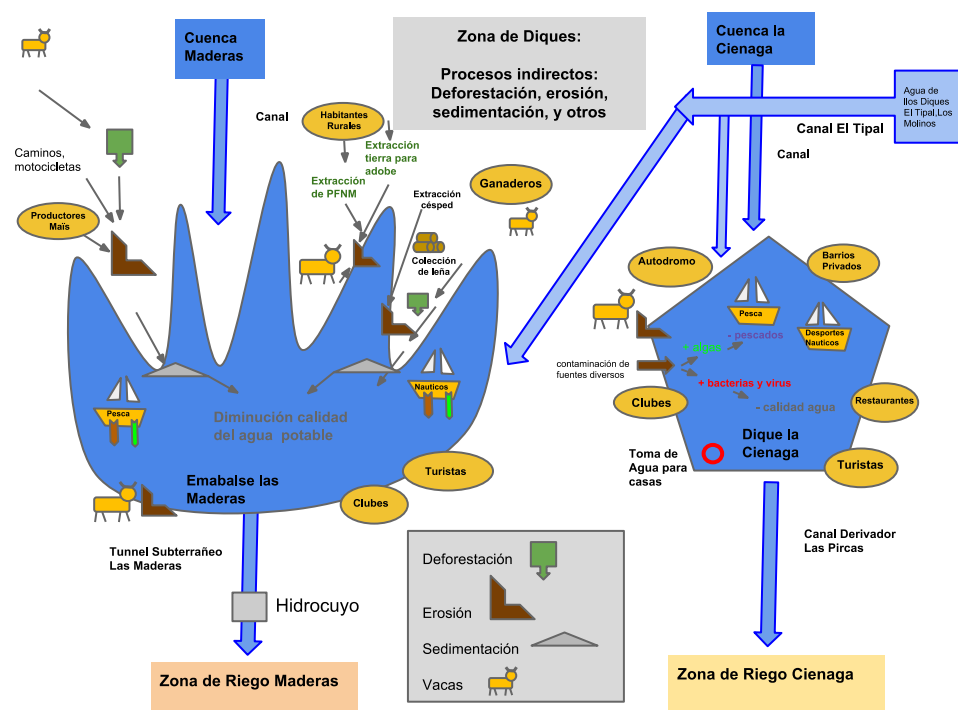 Cuenca
Maderas
Zona de Diques:
Procesos indirectos:
Deforestación, erosión,
sedimentación, y otros
Cuenca la
Cienaga
Agua de
llos Diques
El Tipal,Los
Molinos
Canal El Tipal
Canal
Canal
Habitantes
Rurales
Extracción
tierra para
adobe
Extracción
de PFNM
Caminos,
motocicletas
Productores
Maïs
Ganaderos
Extracción
césped
Colección
de leña
Autodromo
Barrios
Privados
Pesca
Desportes
Nauticos
- pescados
+ algaa
contaminación de
fuentes diversos
+ bacterias y virus
- calidad agua
Clubes
Restaurantes
Dique la
Cienaga
Toma de
Agua para
casas
Turistas
Pesca
Nauticos
Diminución calidad
del agua potable
Emabalse las
Maderas
Turistas
Clubes
Tunnel Subterrañeo
Las Maderas
Hidrocuyo
Canal Derivador
Las Pircas
Deforestación
Erosión
Sedimentación
Vacas
Zona de Riego Maderas
Zona de Riego Cienaga